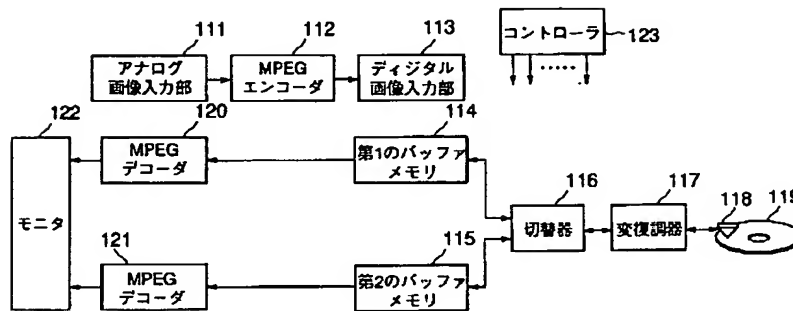 111
112
113
コントローラ
123
アナログ
画像入力部
MPEG
エンコーダ
ディジタル
画像入力部
122
120
114
MPEG
デコーダ
第1のバッファ
メモリ
116
117
118
119
モニタ
切替器
変復調器
121
115
MPEG
デコーダ
第2のバッファ
メモリ